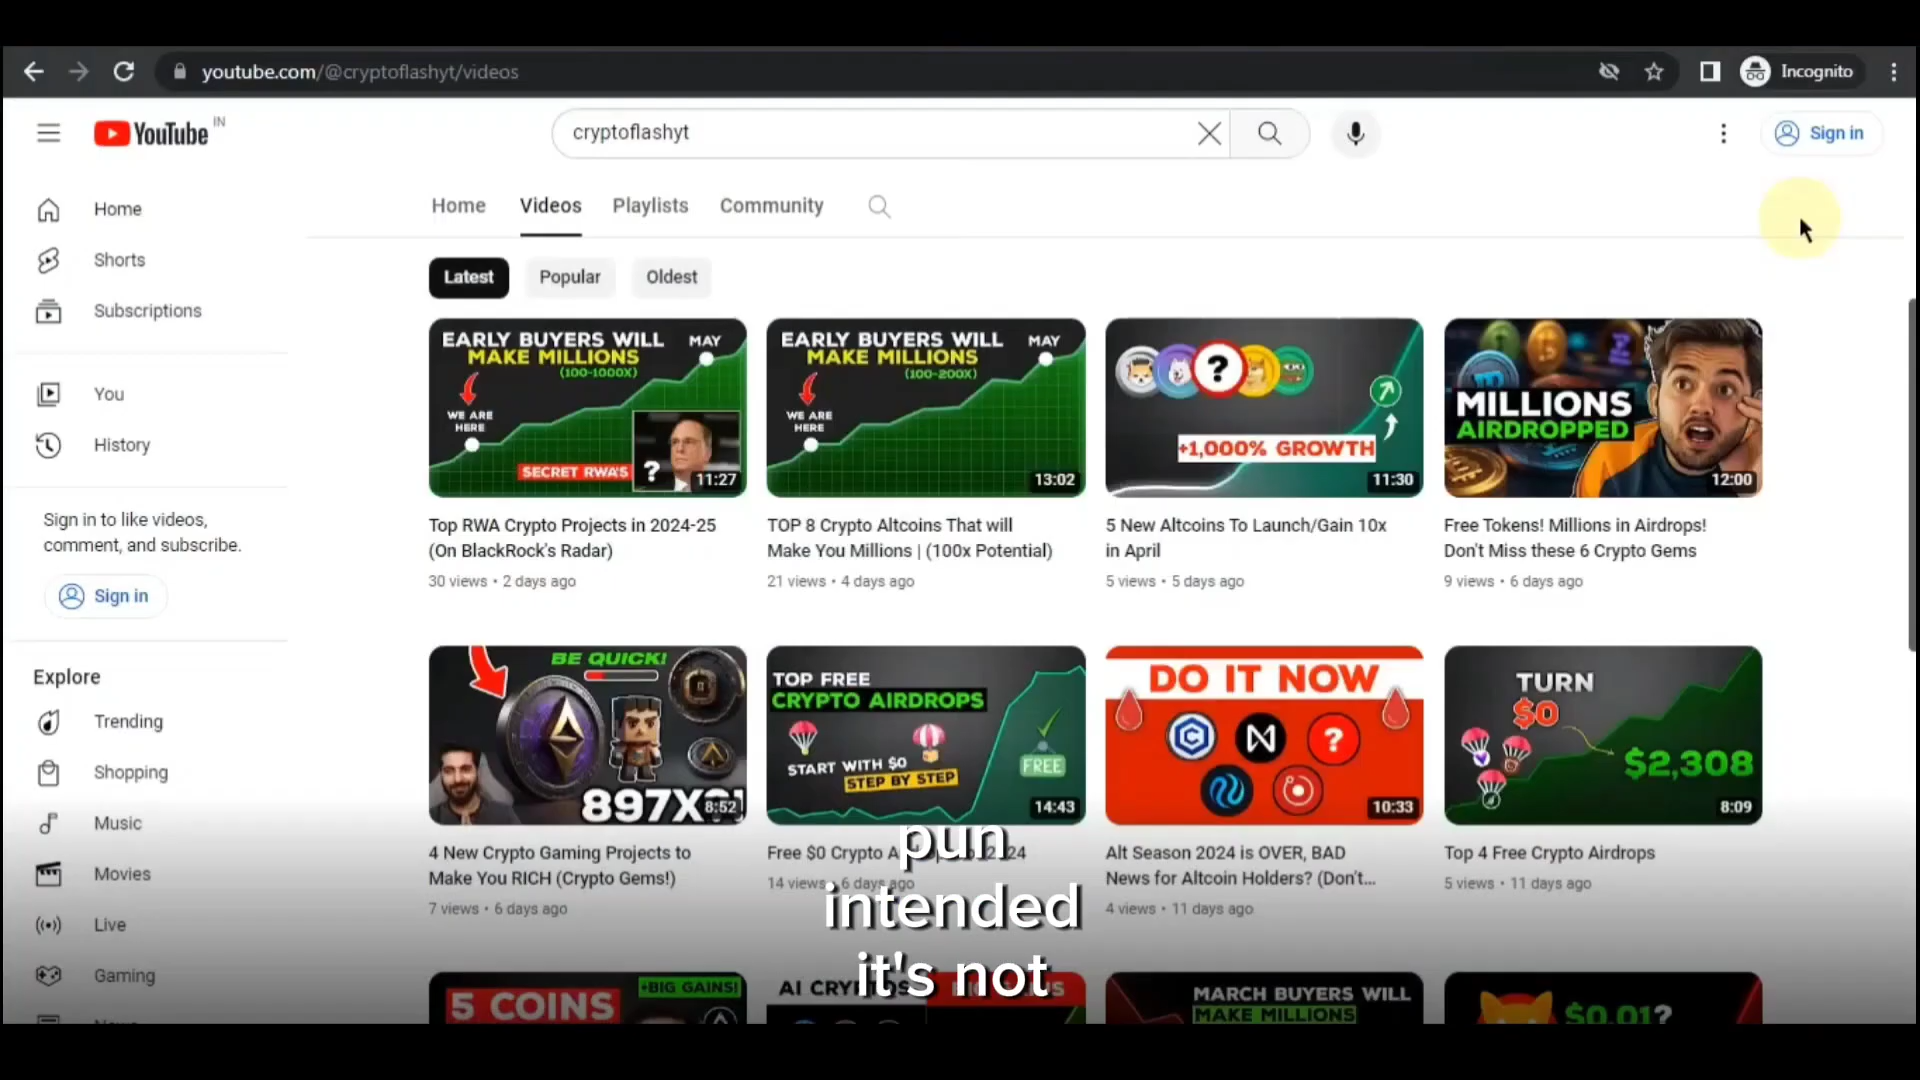 youtube.com/@cryptoflashyt/videos
Incognito
YouTube IN
cryptoflashyt
Sign in
Home
Shorts
Subscriptions
You
History
Sign in to like videos,
comment, and subscribe.
Sign in
Explore
Trending
Shopping
Music
Movies
Live
Gaming
Home Videos Playlists Community
Latest Popular Oldest
EARLY BUYERS WILL
MAKE MILLIONS
(100-1000X)
MAY
WE ARE
HERE
SECRET RWA'S
?
11:27
Top RWA Crypto Projects in 2024-25
(On BlackRock's Radar)
30 views • 2 days ago
EARLY BUYERS WILL
MAKE MILLIONS
(100-200X)
MAY
WE ARE
HERE
13:02
TOP 8 Crypto Altcoins That will
Make You Millions | (100x Potential)
21 views • 4 days ago
?
+1,000% GROWTH
11:30
5 New Altcoins To Launch/Gain 10x
in April
5 views • 5 days ago
MILLIONS
AIRDROPPED
12:00
Free Tokens! Millions in Airdrops!
Don't Miss these 6 Crypto Gems
9 views • 6 days ago
BE QUICK!
897X
8:52
4 New Crypto Gaming Projects to
Make You RICH (Crypto Gems!)
7 views • 6 days ago
TOP FREE
CRYPTO AIRDROPS
START WITH $0
STEP BY STEP
FREE
14:43
Free $0 Crypto 2024
14 views • 6 days ago
DO IT NOW
?
10:33
Alt Season 2024 is OVER, BAD
News for Altcoin Holders? (Don't...
4 views • 11 days ago
TURN
$0
$2,308
8:09
Top 4 Free Crypto Airdrops
5 views • 11 days ago
pun
intended
it's not
5 COINS
+BIG GAINS!
AI CRYPTOS
MARCH BUYERS WILL
MAKE MILLIONS
$0.01?